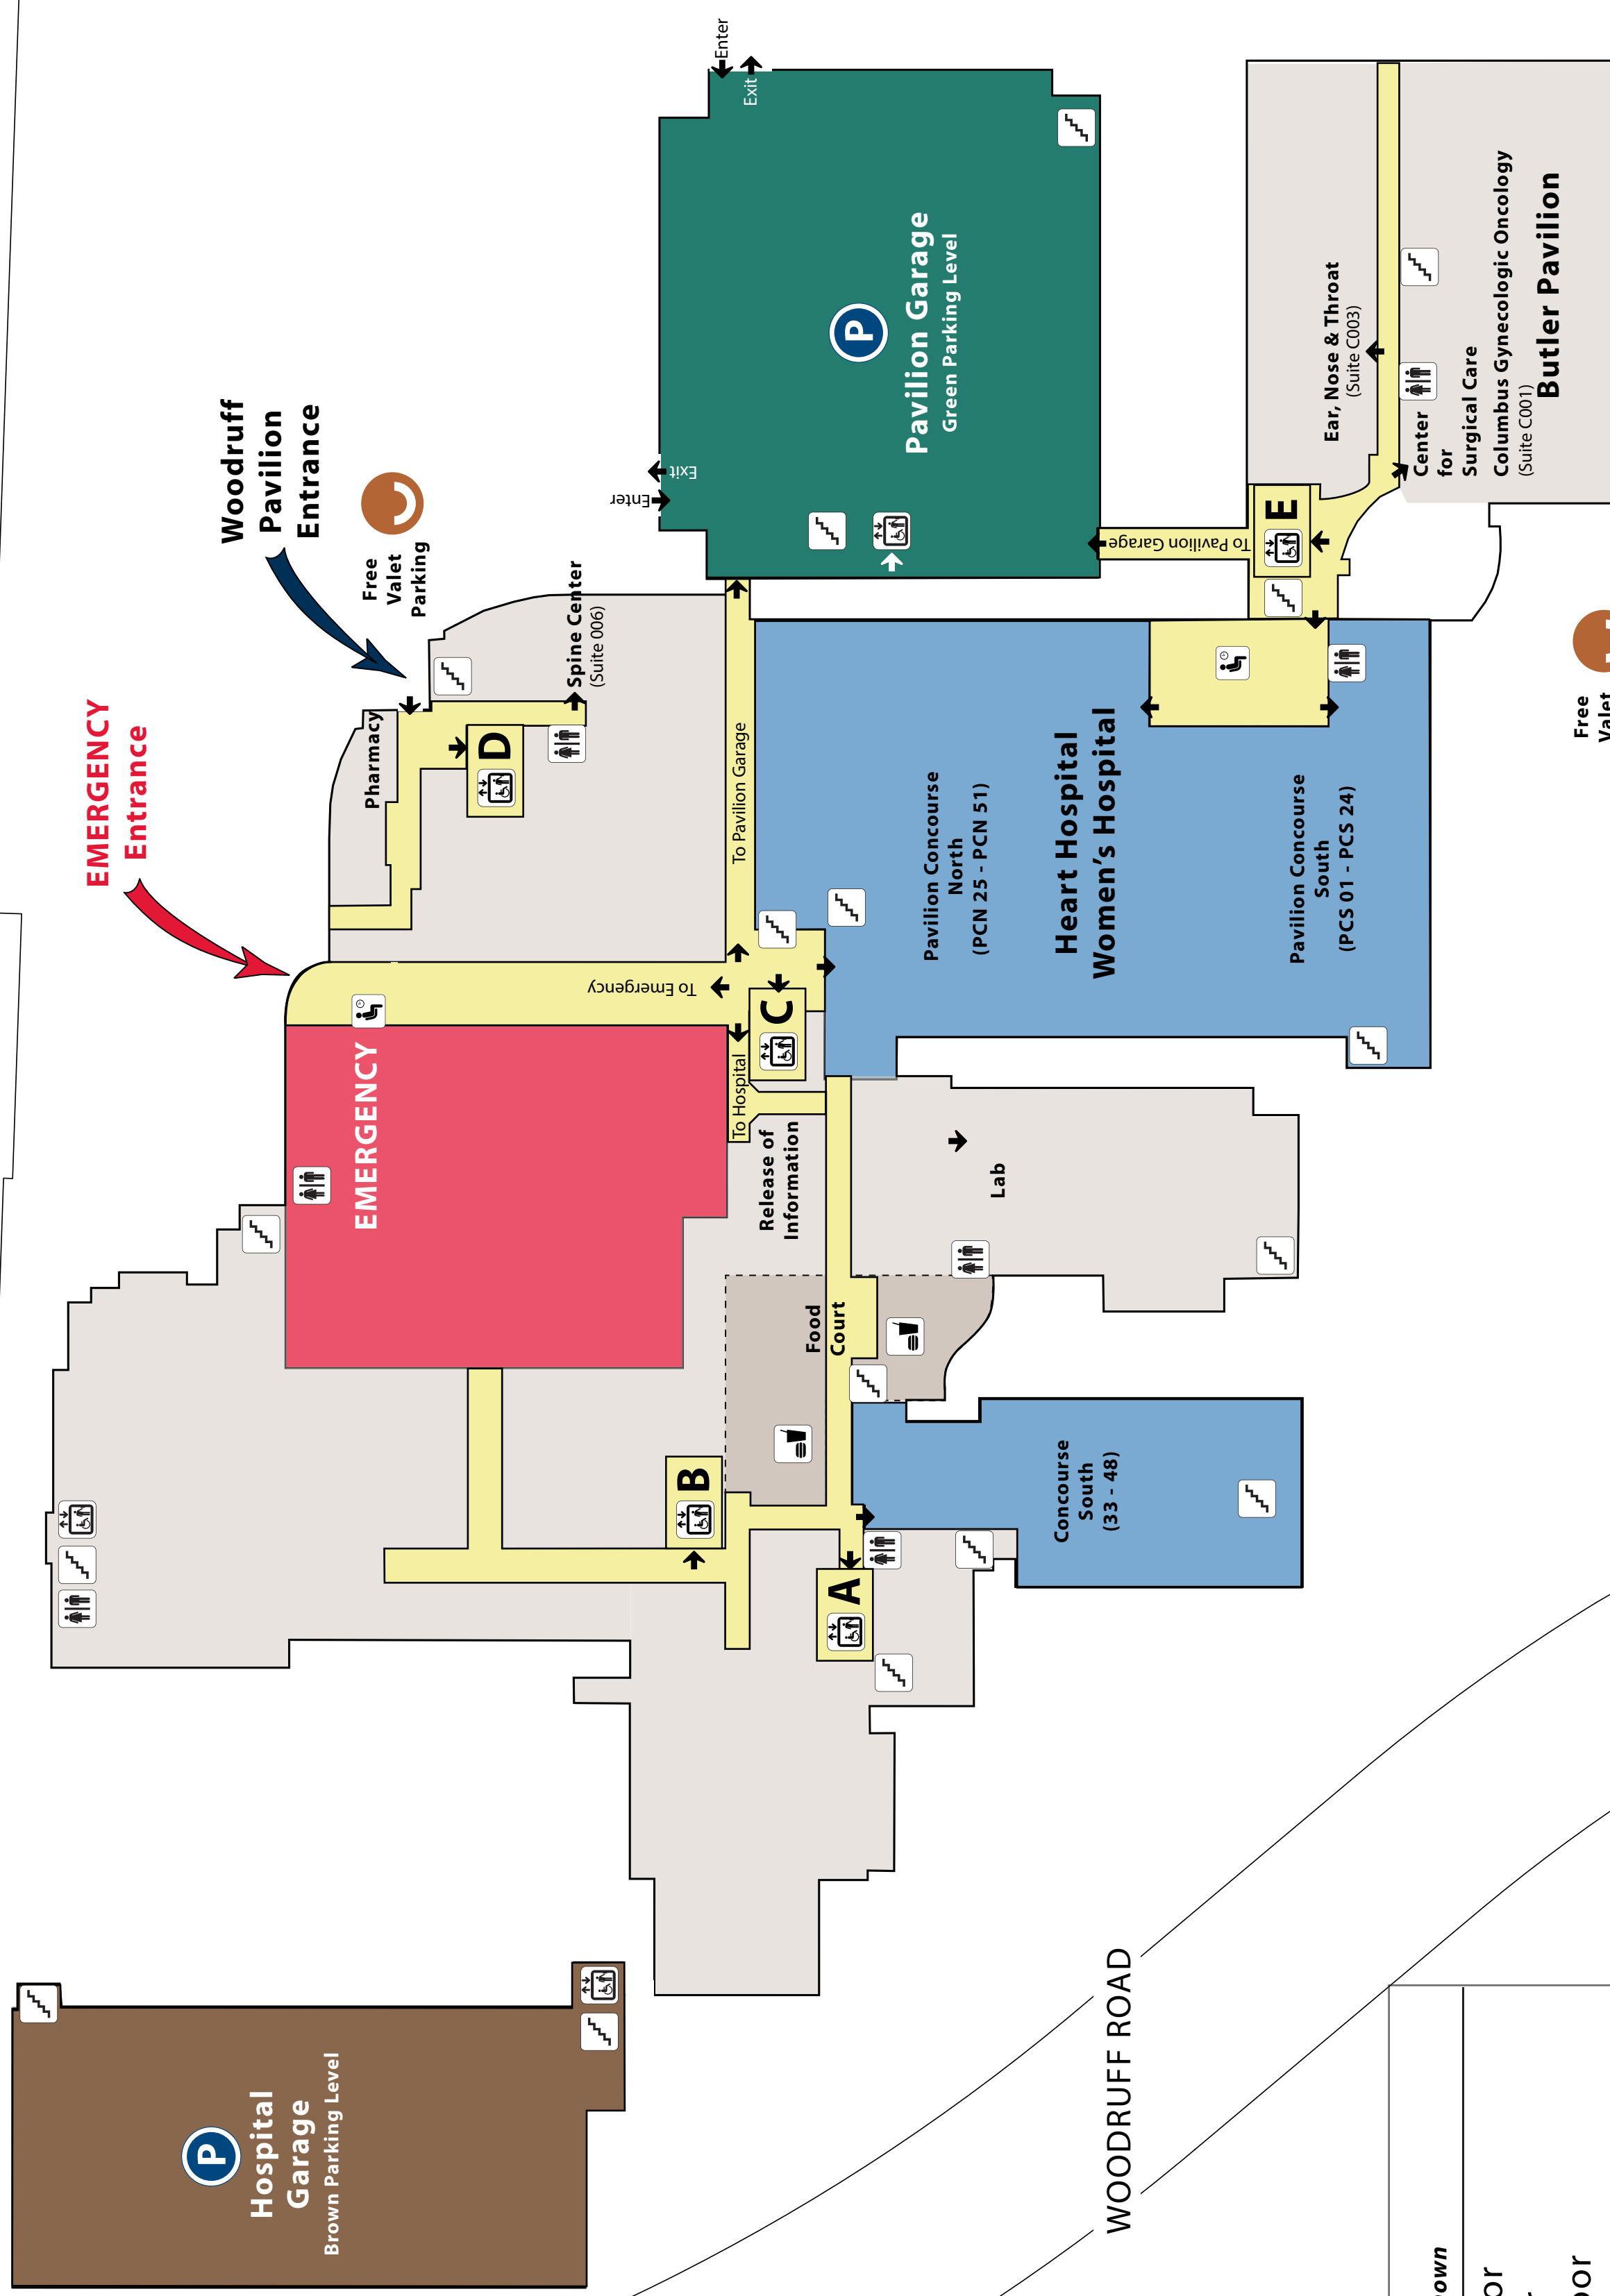 EMERGENCY
Entrance
Woodruff
Pavilion
Entrance
Free
Valet
Parking
Enter
Exit
Enter
Exit
P
Pavilion Garage
Green Parking Level
Pharmacy
D
Spine Center
(Suite 006)
To Pavilion Garage
To Emergency
C
To Hospital
EMERGENCY
Release of
Information
Food
Court
B
A
Lab
Concourse
South
(33 - 48)
Pavilion Concourse
North
(PCN 25 - PCN 51)
Heart Hospital
Women's Hospital
Pavilion Concourse
South
(PCS 01 - PCS 24)
To Pavilion Garage
E
Ear, Nose & Throat
(Suite C003)
Center
for
Surgical Care
Columbus Gynecologic Oncology
(Suite C001)
Butler Pavilion
Free
Valet
P
Hospital
Garage
Brown Parking Level
WOODRUFF ROAD
own
or
oor